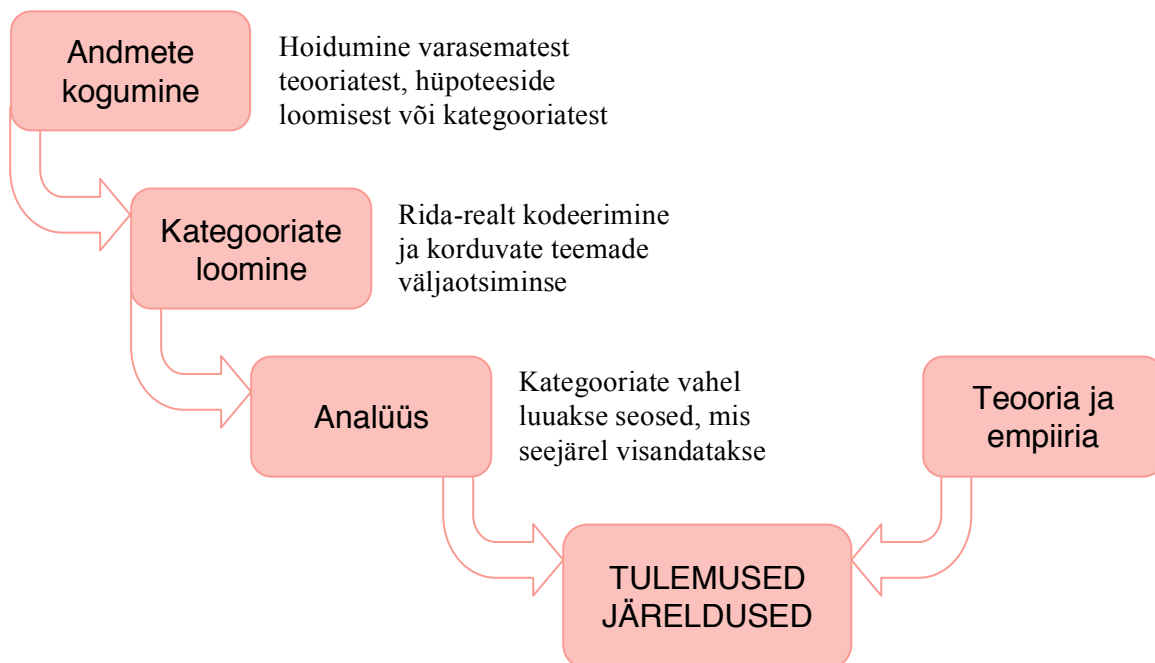 Andmete
kogumine
Hoidumine varasematest
teooriatest, hüpoteeside
loomisest või kategooriatest
Kategooriate
loomine
Rida-realt kodeerimine
ja korduvate teemade
väljaotsiminse
Analüüs
Kategooriate vahel
luuakse seosed, mis
seejärel visandatakse
Teooria ja
empiiria
TULEMUSED
JÄRELDUSED